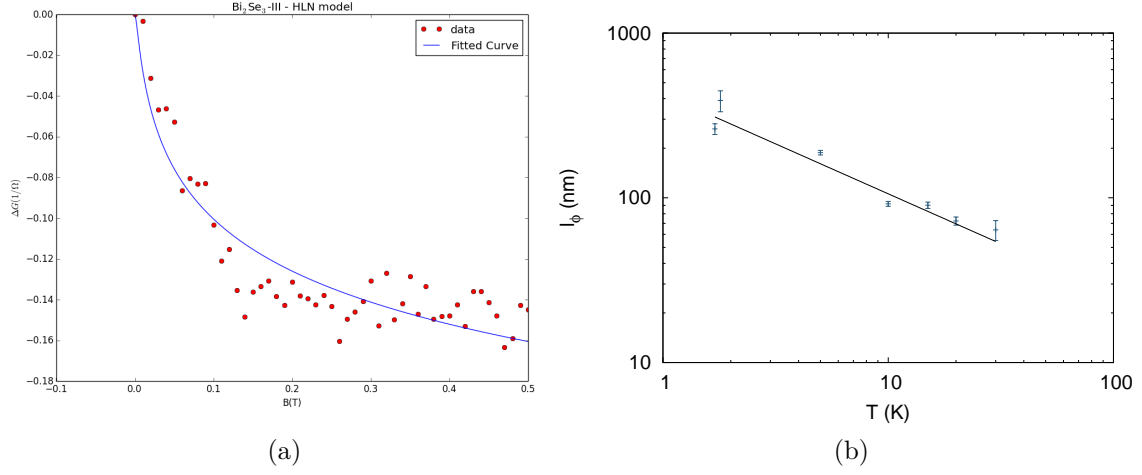 Bi₂Se₃-III - HLN model
0.00
−0.02
−0.04
−0.06
−0.08
−0.10
−0.12
−0.14
−0.16
−0.18
ΔG(1/Ω)
data
Fitted Curve
−0.1 0.0 0.1 0.2 0.3 0.4 0.5
B(T)
(a)
1000
100
10
l_ϕ (nm)
1 10 100
T (K)
(b)